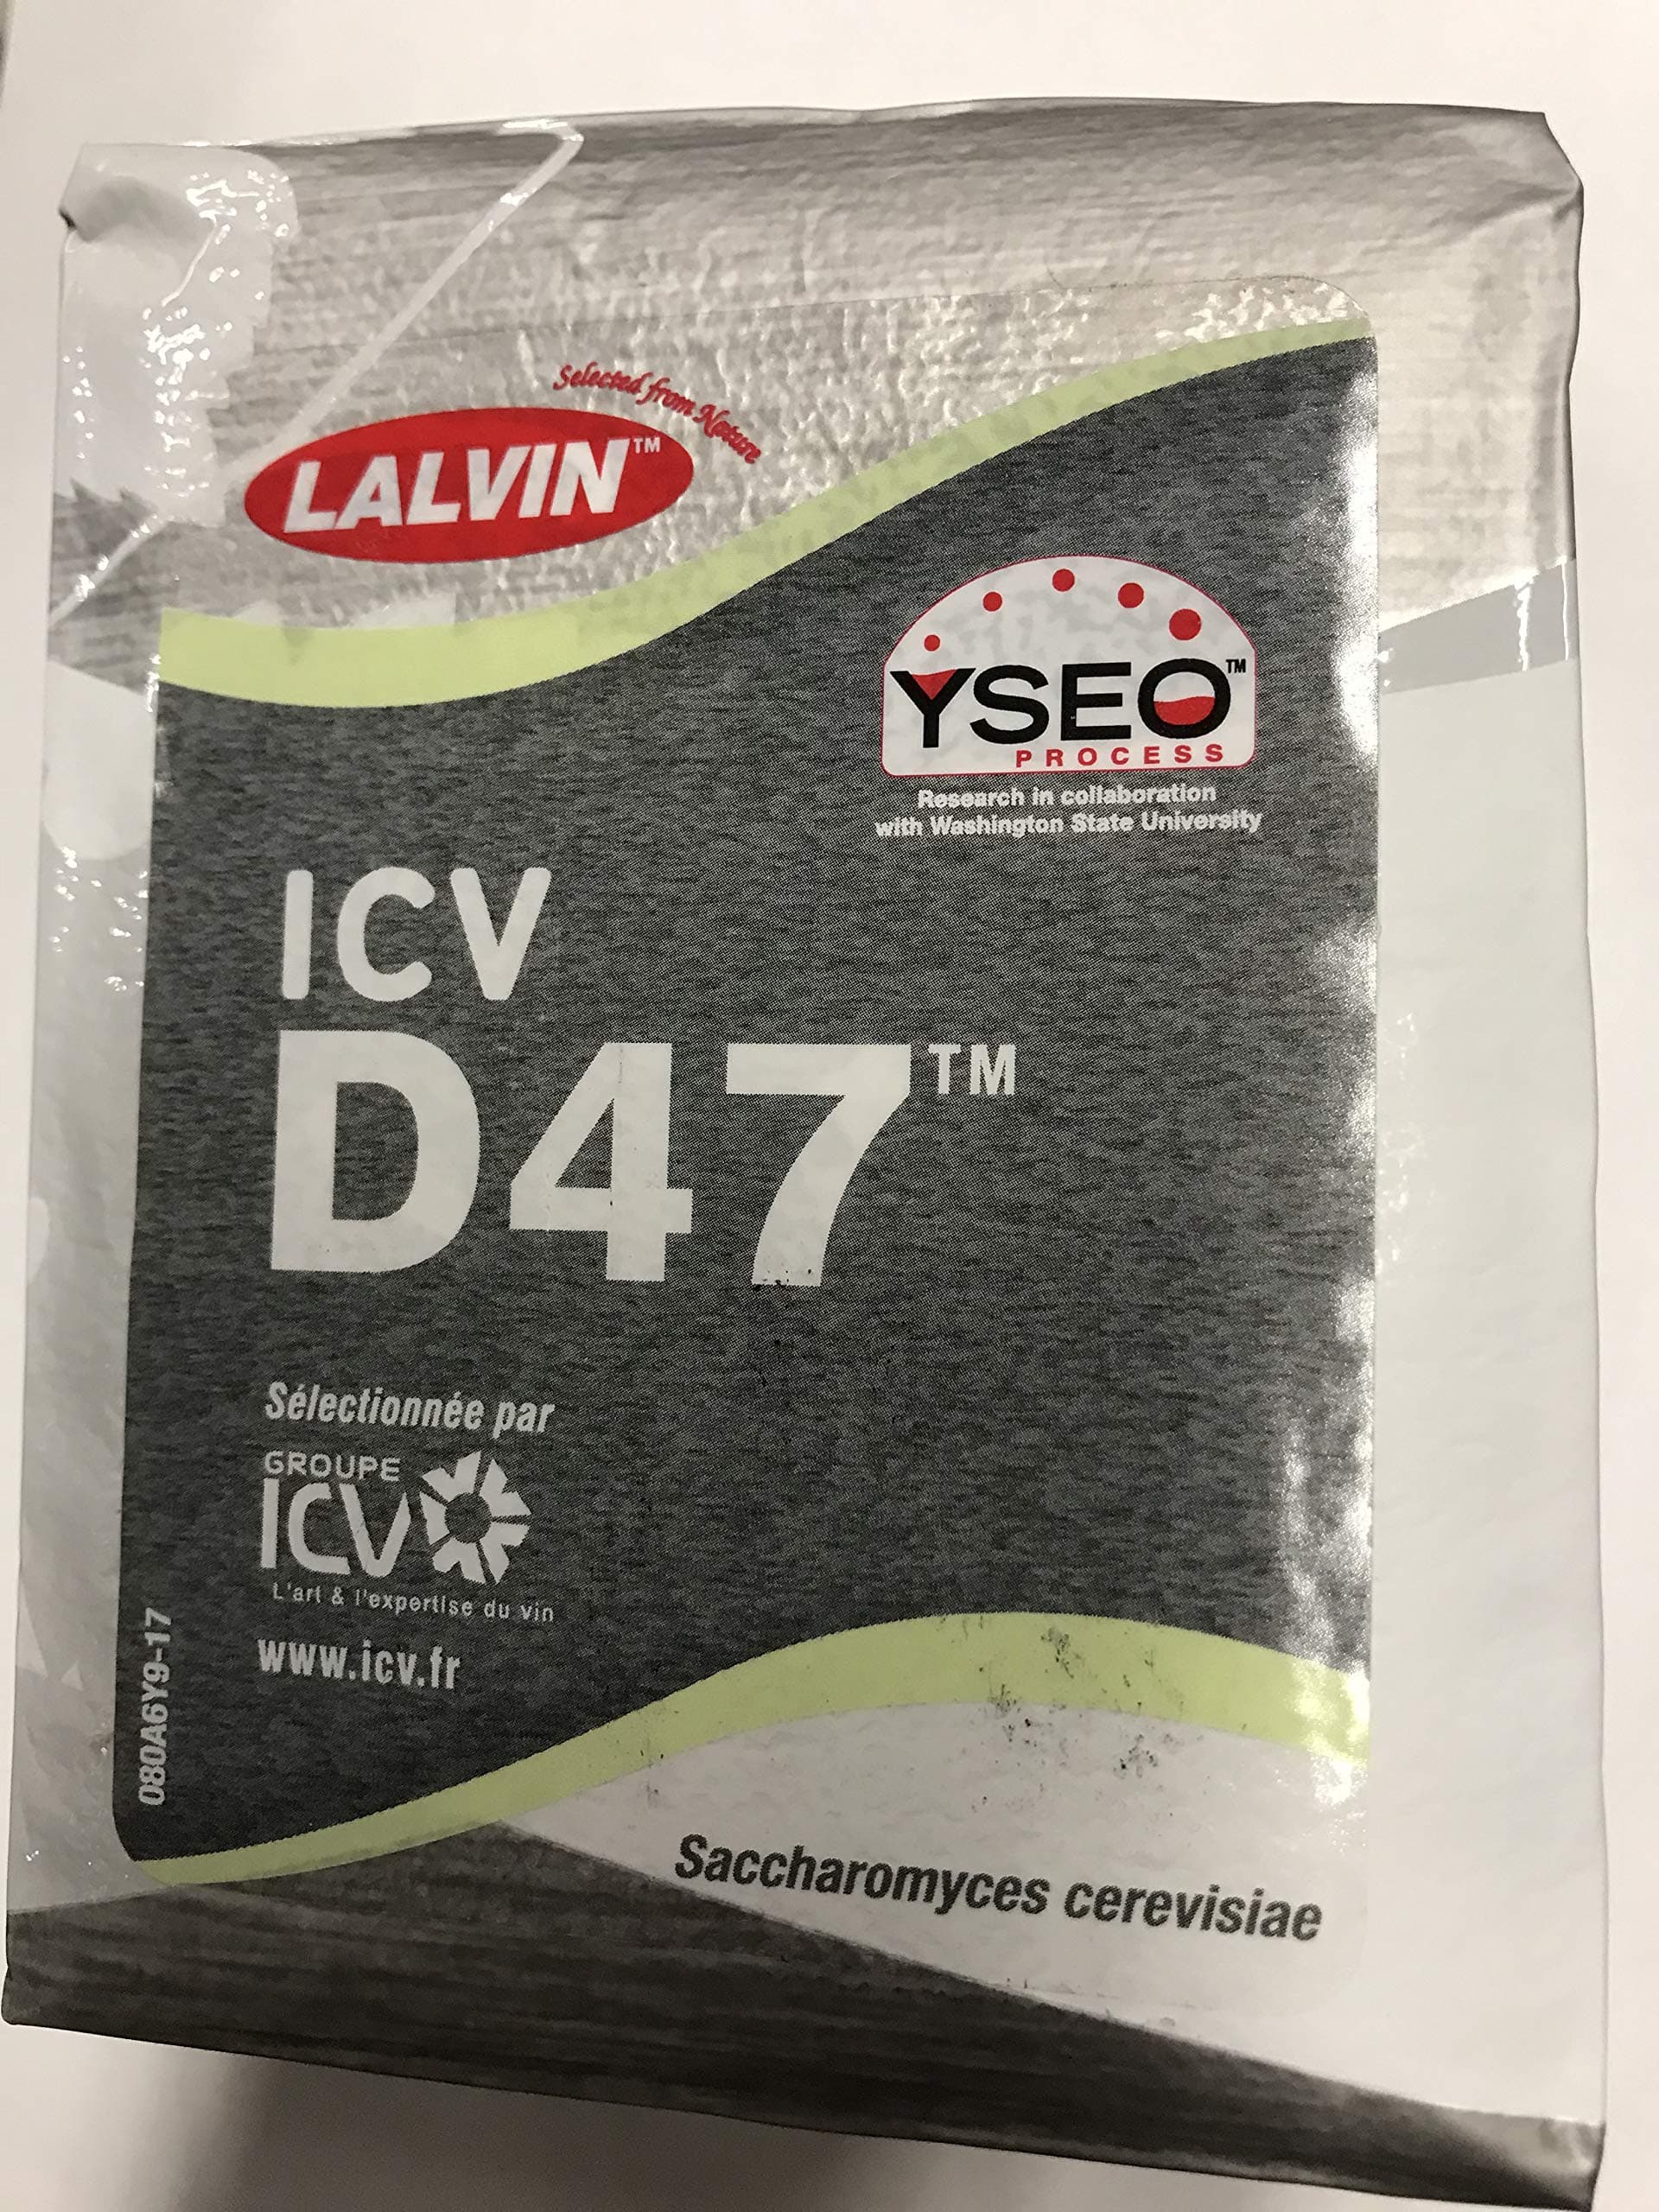 Selected from Nature
LALVIN™
YSEO™
PROCESS
Research in collaboration
with Washington State University
ICV
D47™
Sélectionnée par
GROUPE
ICV
L'art & l'expertise du vin
www.icv.fr
080A6Y9-17
Saccharomyces cerevisiae